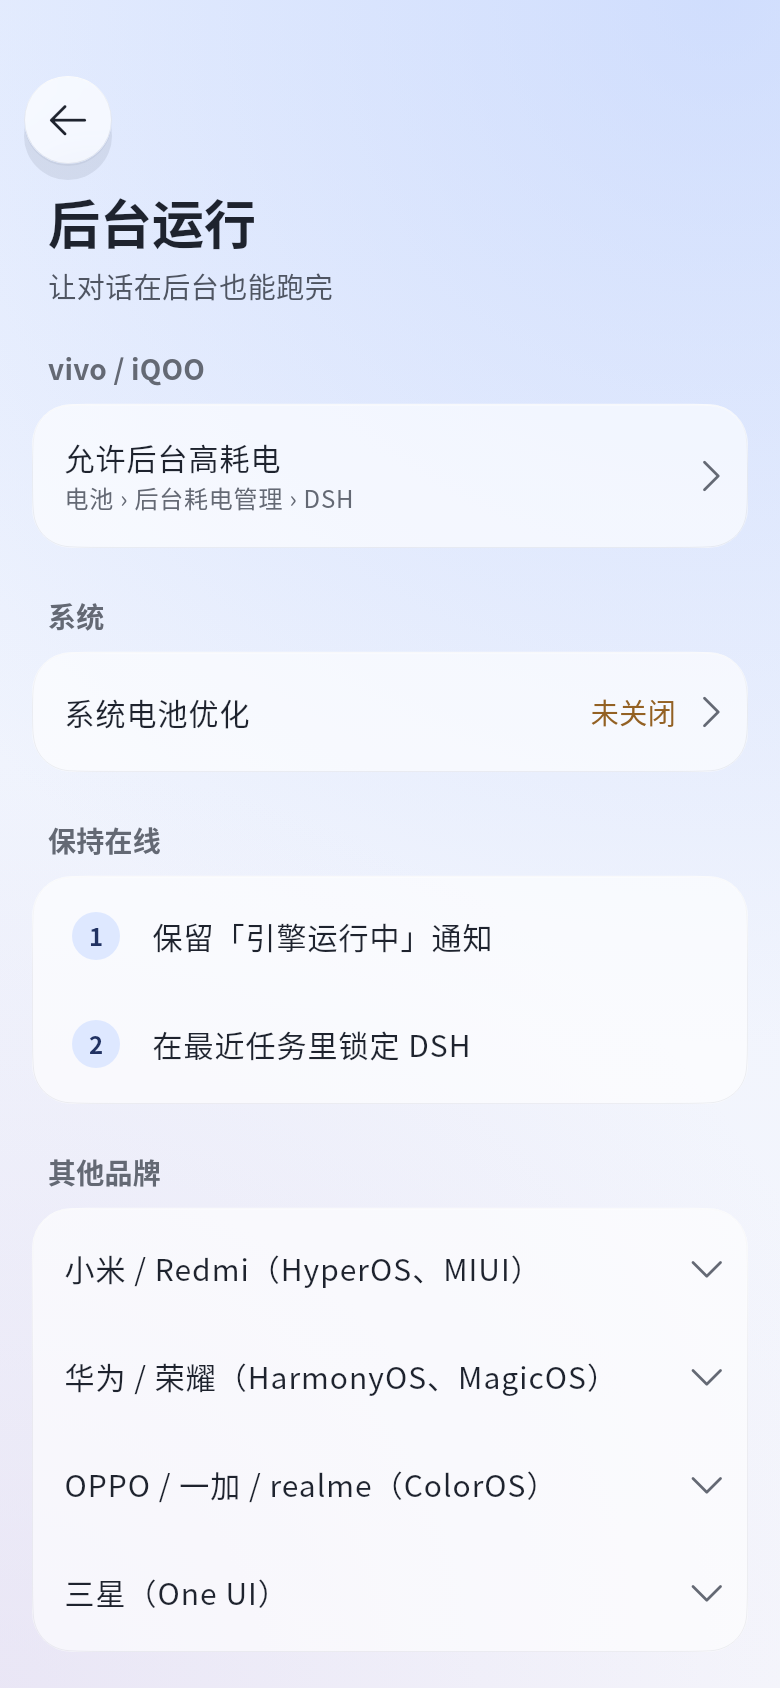 后台运行
让对话在后台也能跑完
vivo / iQOO
允许后台高耗电
电池 › 后台耗电管理 › DSH
系统
系统电池优化 未关闭
保持在线
1 保留「引擎运行中」通知
2 在最近任务里锁定 DSH
其他品牌
小米 / Redmi（HyperOS、MIUI）
华为 / 荣耀（HarmonyOS、MagicOS）
OPPO / 一加 / realme（ColorOS）
三星（One UI）